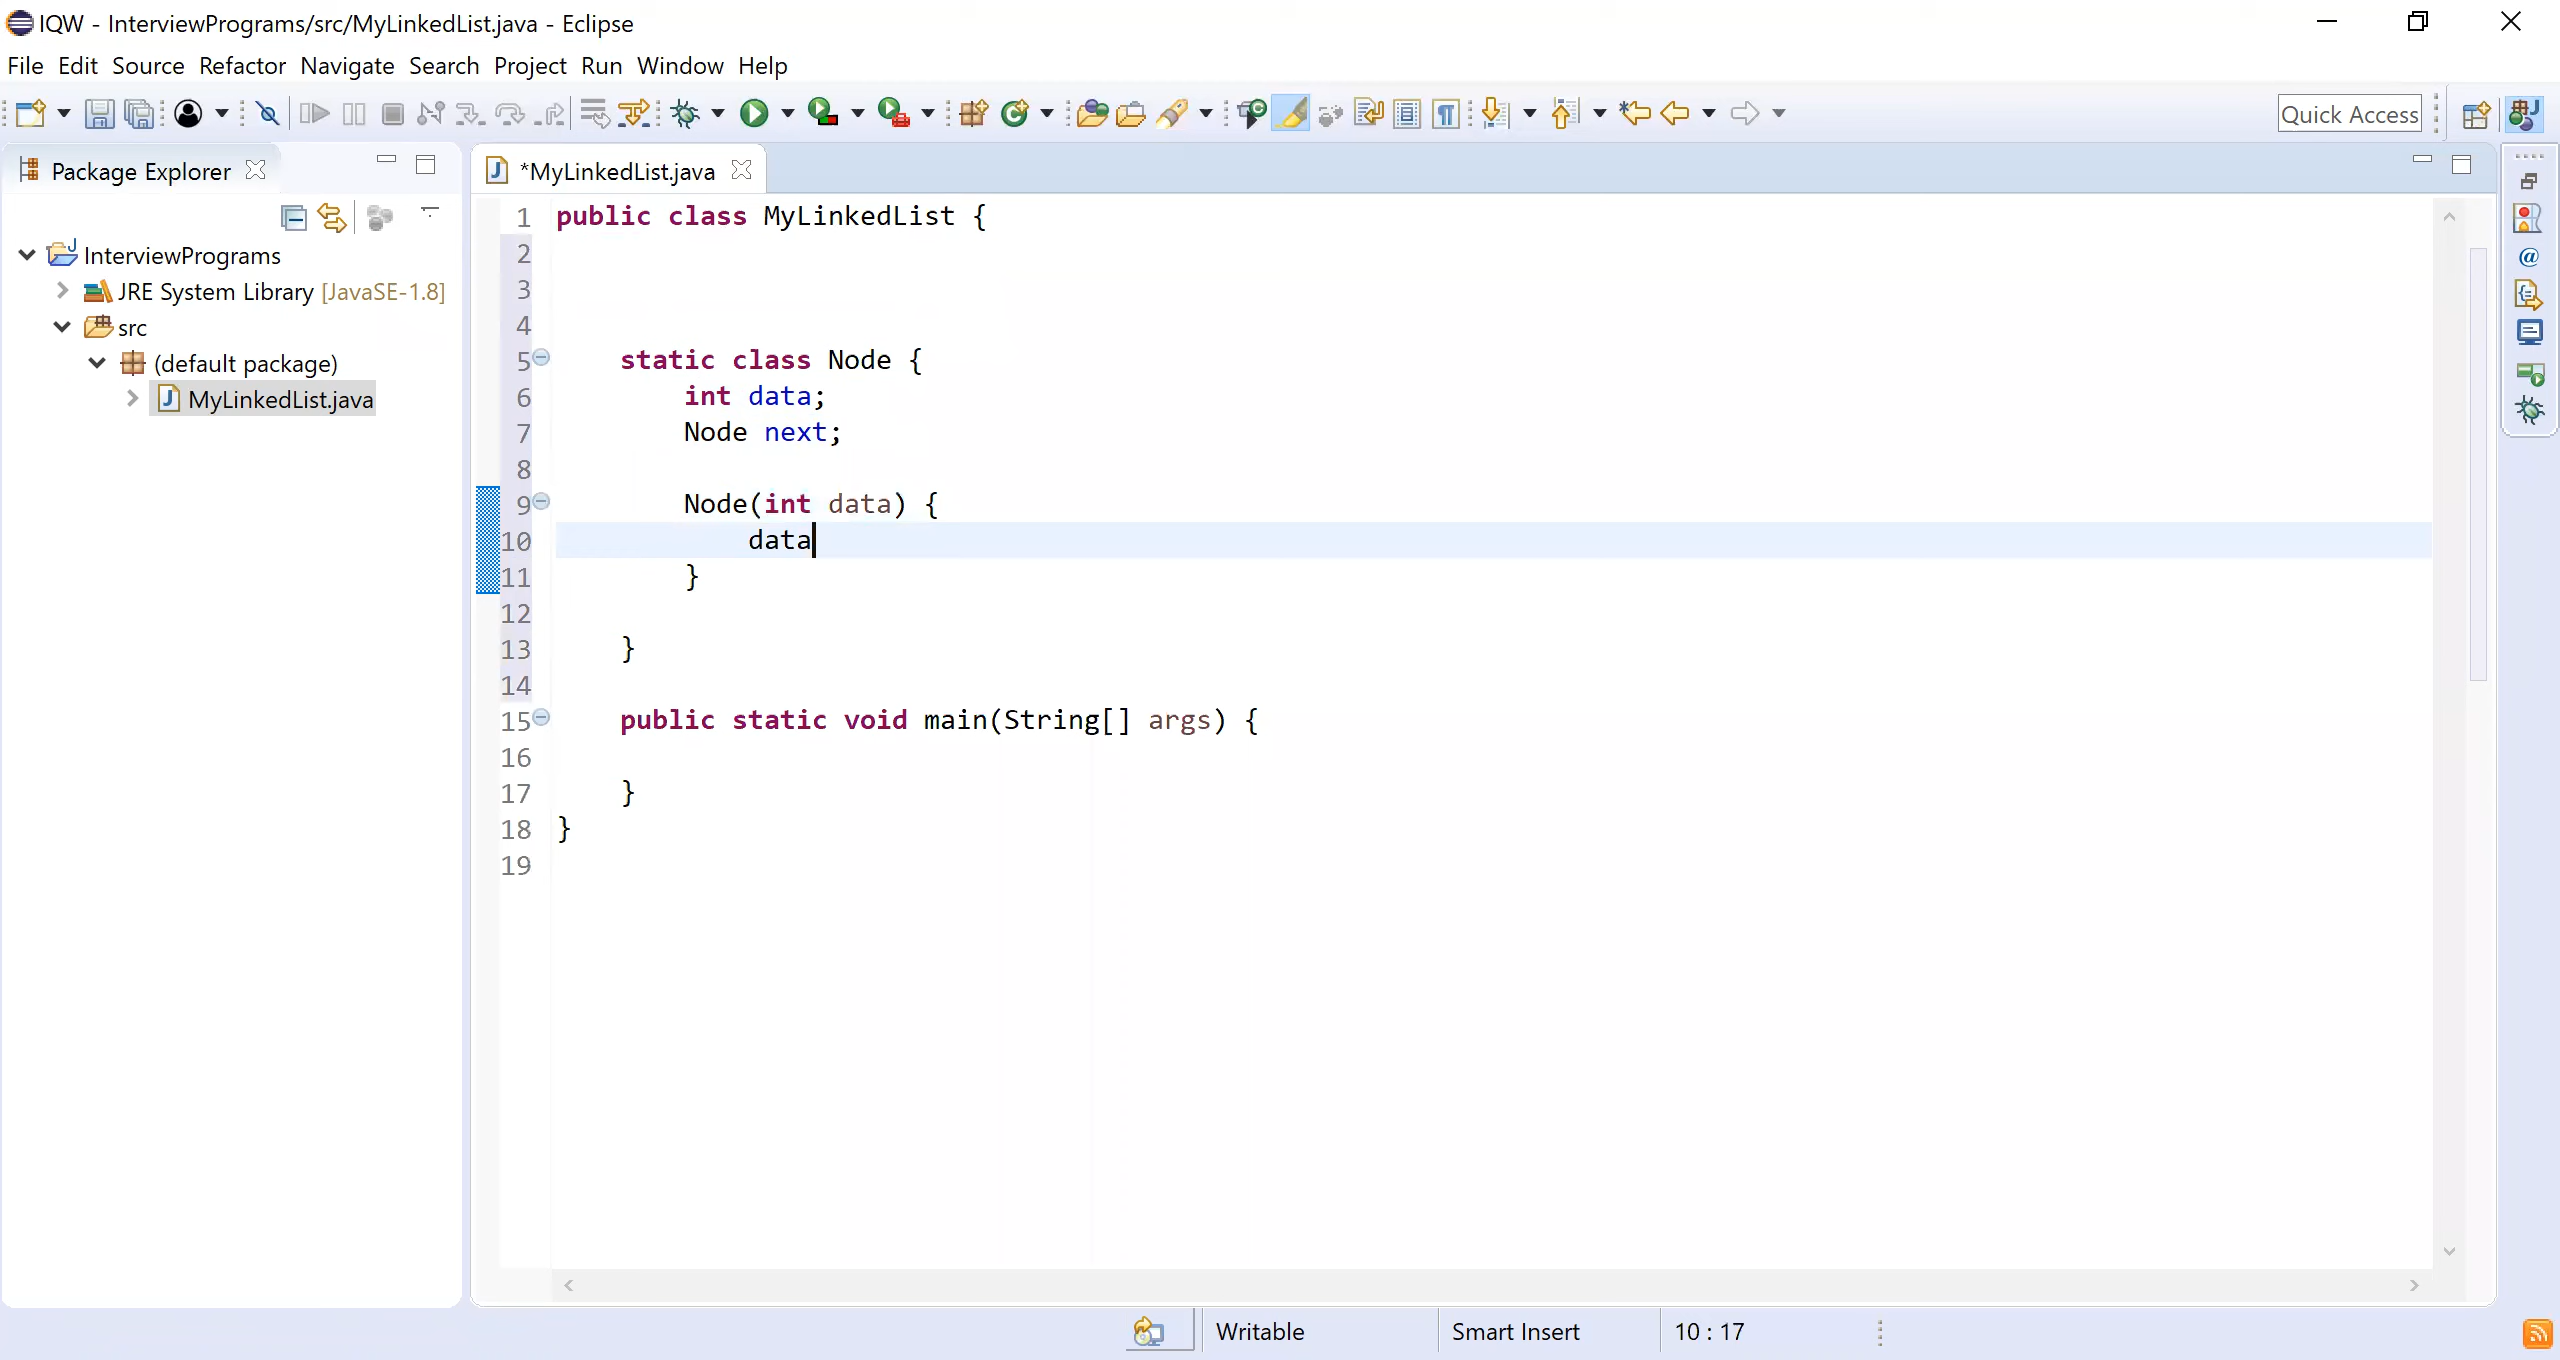 IQW - InterviewPrograms/src/MyLinkedList.java - Eclipse
File Edit Source Refactor Navigate Search Project Run Window Help
Quick Access
Package Explorer
*MyLinkedList.java
InterviewPrograms
JRE System Library [JavaSE-1.8]
src
(default package)
MyLinkedList.java
1 public class MyLinkedList {
2
3
4
5 static class Node {
6 int data;
7 Node next;
8
9 Node(int data) {
10 data
11 }
12
13 }
14
15 public static void main(String[] args) {
16
17 }
18 }
19
Writable
Smart Insert
10 : 17